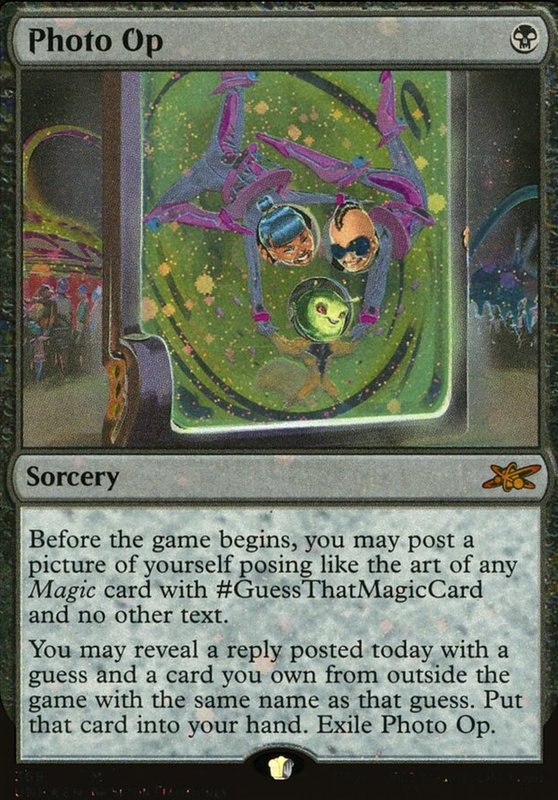 Photo Op
Sorcery
Before the game begins, you may post a
picture of yourself posing like the art of any
Magic card with #GuessThatMagicCard
and no other text.
You may reveal a reply posted today with a
guess and a card you own from outside the
game with the same name as that guess. Put
that card into your hand. Exile Photo Op.